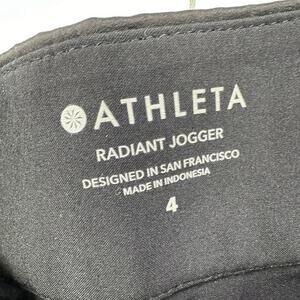 ATHLETA
RADIANT JOGGER
DESIGNED IN SAN FRANCISCO
MADE IN INDONESIA
4